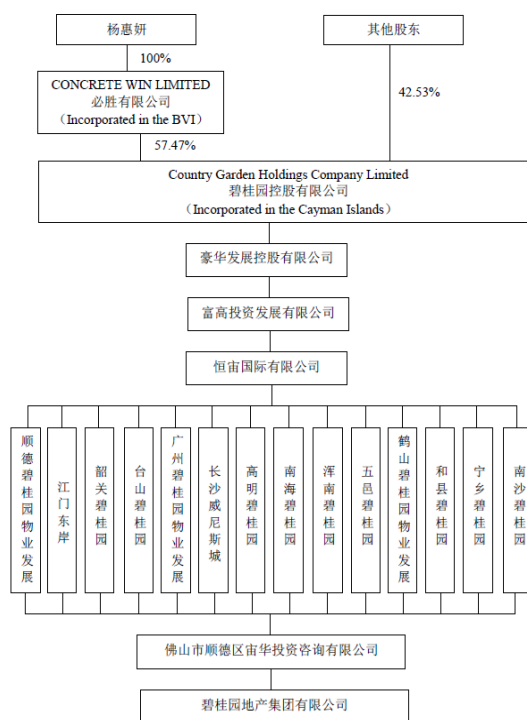 杨惠妍
其他股东
100%
CONCRETE WIN LIMITED
必胜有限公司
（Incorporated in the BVI）
42.53%
57.47%
Country Garden Holdings Company Limited
碧桂园控股有限公司
（Incorporated in the Cayman Islands）
豪华发展控股有限公司
富高投资发展有限公司
恒宙国际有限公司
顺德碧桂园物业发展
江门东岸
韶关碧桂园
台山碧桂园
广州碧桂园物业发展
长沙威尼斯城
高明碧桂园
南海碧桂园
浑南碧桂园
五邑碧桂园
鹤山碧桂园物业发展
和县碧桂园
宁乡碧桂园
南沙碧桂园
佛山市顺德区宙华投资咨询有限公司
碧桂园地产集团有限公司